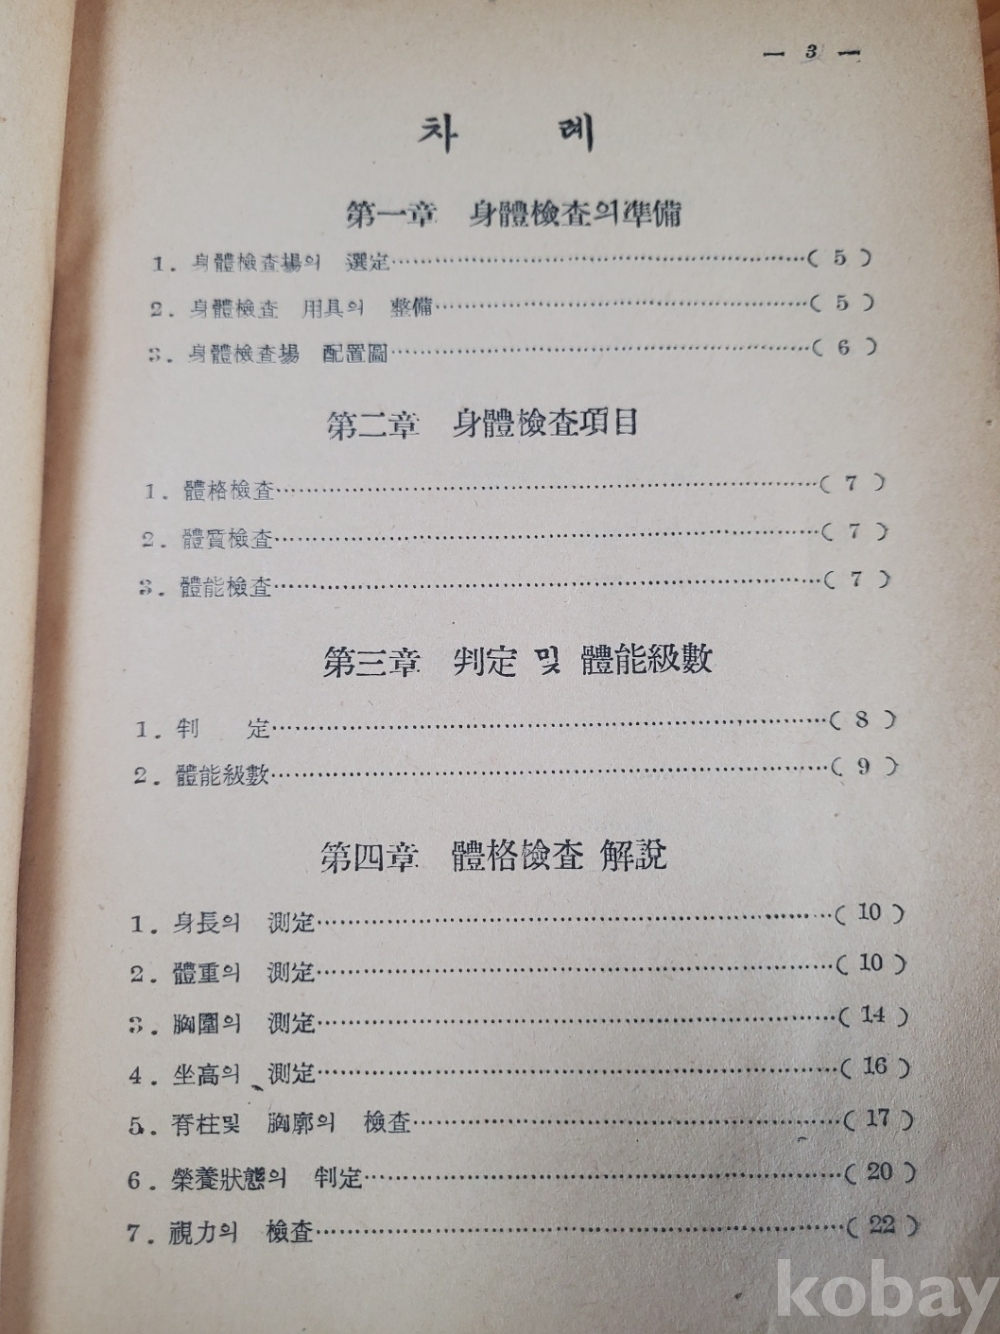 — 3 —
차 례
第一章 身體檢査의準備
1. 身體檢査場의 選定………………………………( 5 )
2. 身體檢査 用具의 整備………………………………( 5 )
3. 身體檢査場 配置圖………………………………( 6 )
第二章 身體檢査項目
1. 體格檢査………………………………( 7 )
2. 體質檢査………………………………( 7 )
3. 體能檢査………………………………( 7 )
第三章 判定 및 體能級數
1. 判 定………………………………( 8 )
2. 體能級數………………………………( 9 )
第四章 體格檢査 解說
1. 身長의 測定………………………………( 10 )
2. 體重의 測定………………………………( 10 )
3. 胸圍의 測定………………………………( 14 )
4. 坐高의 測定………………………………( 16 )
5. 脊柱및 胸廓의 檢査………………………………( 17 )
6. 榮養狀態의 判定………………………………( 20 )
7. 視力의 檢査………………………………( 22 )
kobay